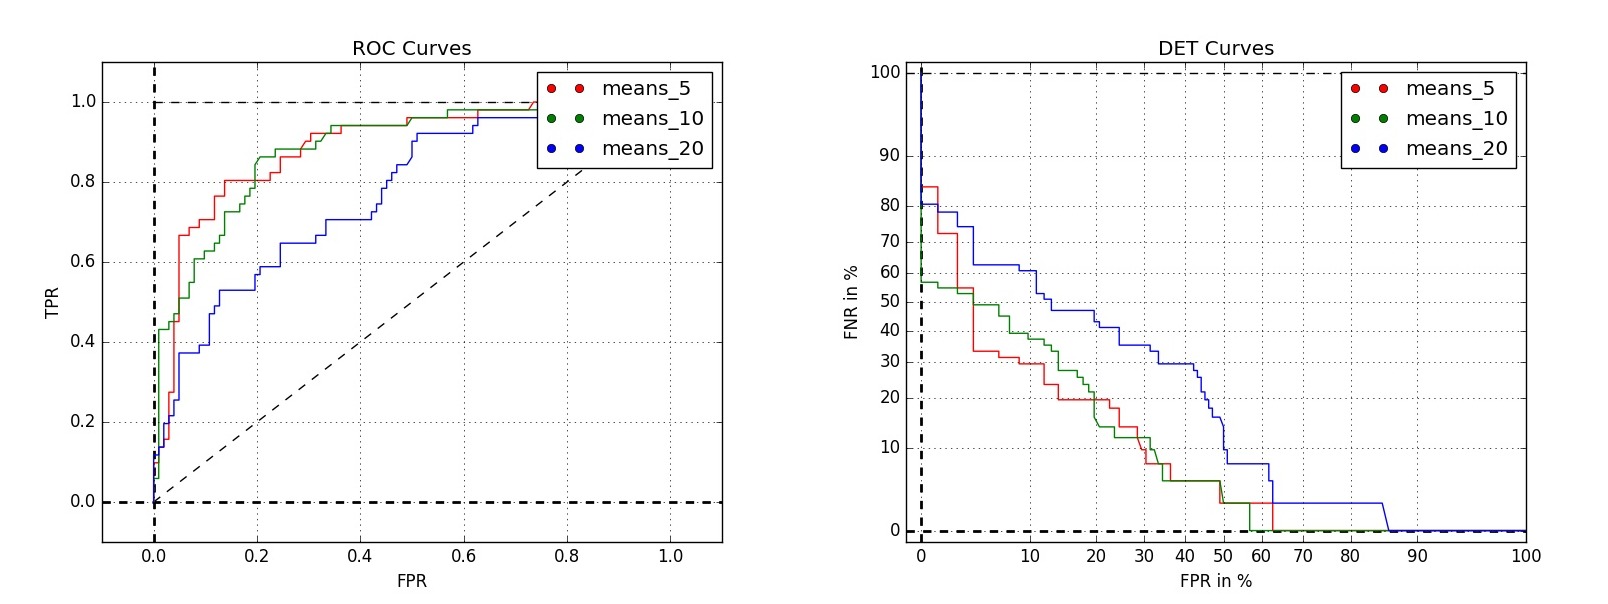 ROC Curves
means_5
means_10
means_20
1.0
0.8
0.6
0.4
0.2
0.0
TPR
0.0 0.2 0.4 0.6 0.8 1.0
FPR
DET Curves
means_5
means_10
means_20
100
90
80
70
60
50
40
30
20
10
0
FNR in %
0 10 20 30 40 50 60 70 80 90 100
FPR in %